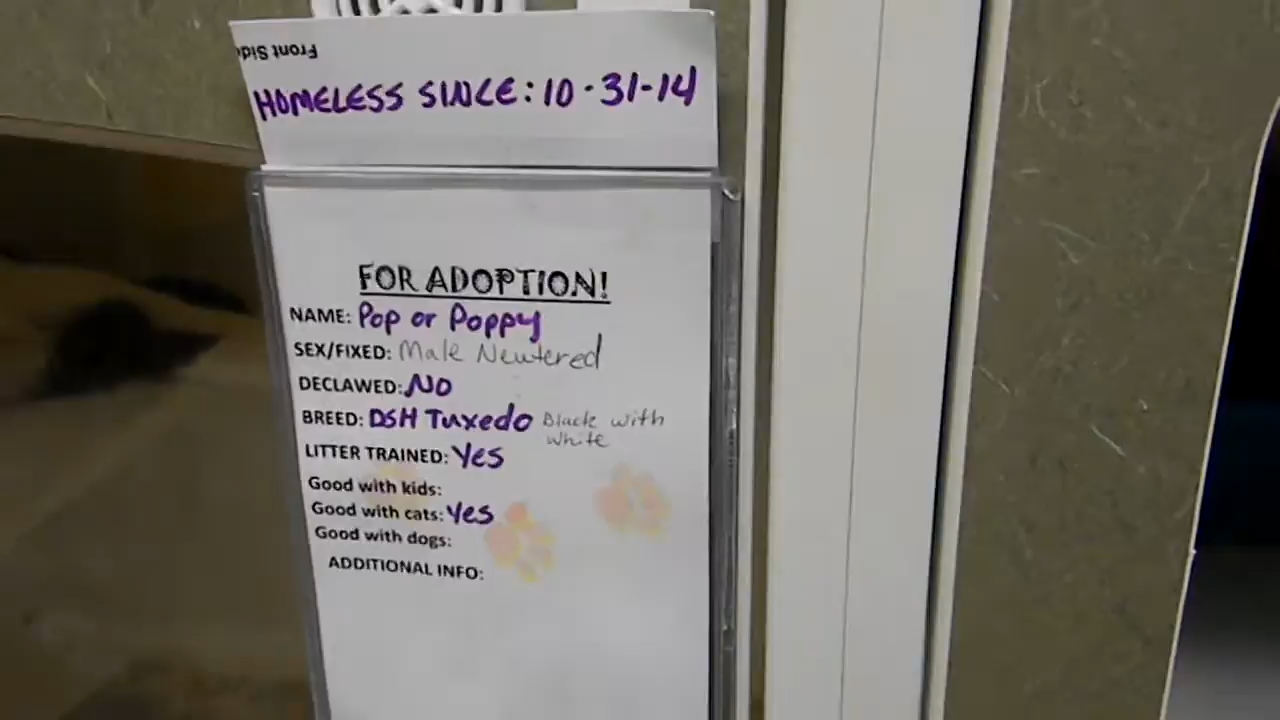 Front Side
HOMELESS SINCE: 10-31-14
FOR ADOPTION!
NAME: Pop or Poppy
SEX/FIXED: Male Newtered
DECLAWED: NO
BREED: DSH Tuxedo Black with
white
LITTER TRAINED: Yes
Good with kids:
Good with cats: Yes
Good with dogs:
ADDITIONAL INFO: